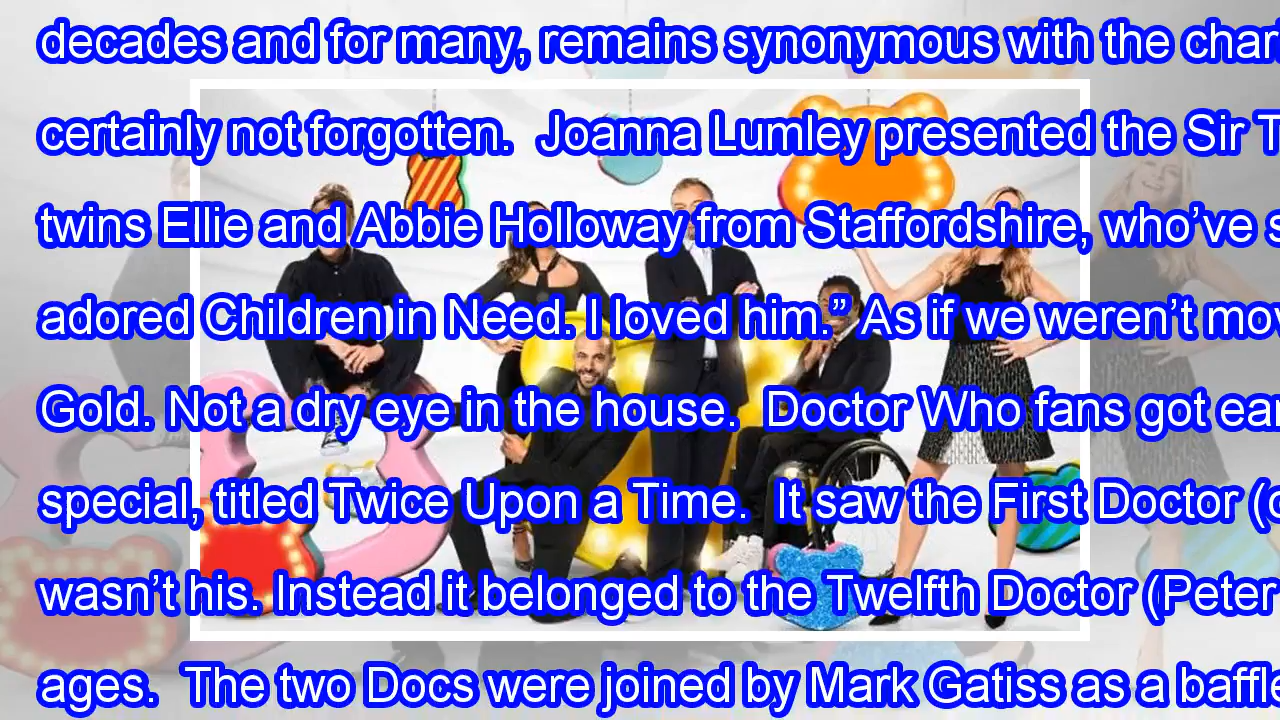 decades and for many, remains synonymous with the
certainly not forgotten. Joanna Lumley presented the Sir
twins Ellie and Abbie Holloway from Staffordshire, who’ve
adored Children in Need. I loved him.” As if we weren’t
Gold. Not a dry eye in the house. Doctor Who fans got
special, titled Twice Upon a Time. It saw the First Doctor
wasn’t his. Instead it belonged to the Twelfth Doctor (Peter
ages. The two Docs were joined by Mark Gatiss as a